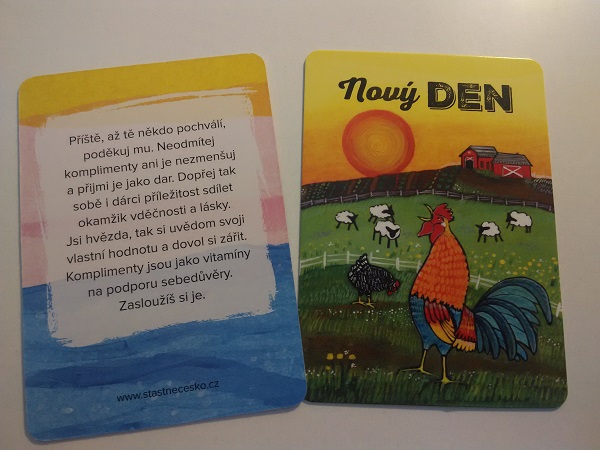 Příště, až tě někdo pochválí,
poděkuj mu. Neodmítej
komplimenty ani je nezmenšuj
a přijmi je jako dar. Dopřej tak
sobě i dárci příležitost sdílet
okamžik vděčnosti a lásky.
Jsi hvězda, tak si uvědom svoji
vlastní hodnotu a dovol si zářit.
Komplimenty jsou jako vitamíny
na podporu sebedůvěry.
Zasloužíš si je.
www.stastnecesko.cz
Nový DEN